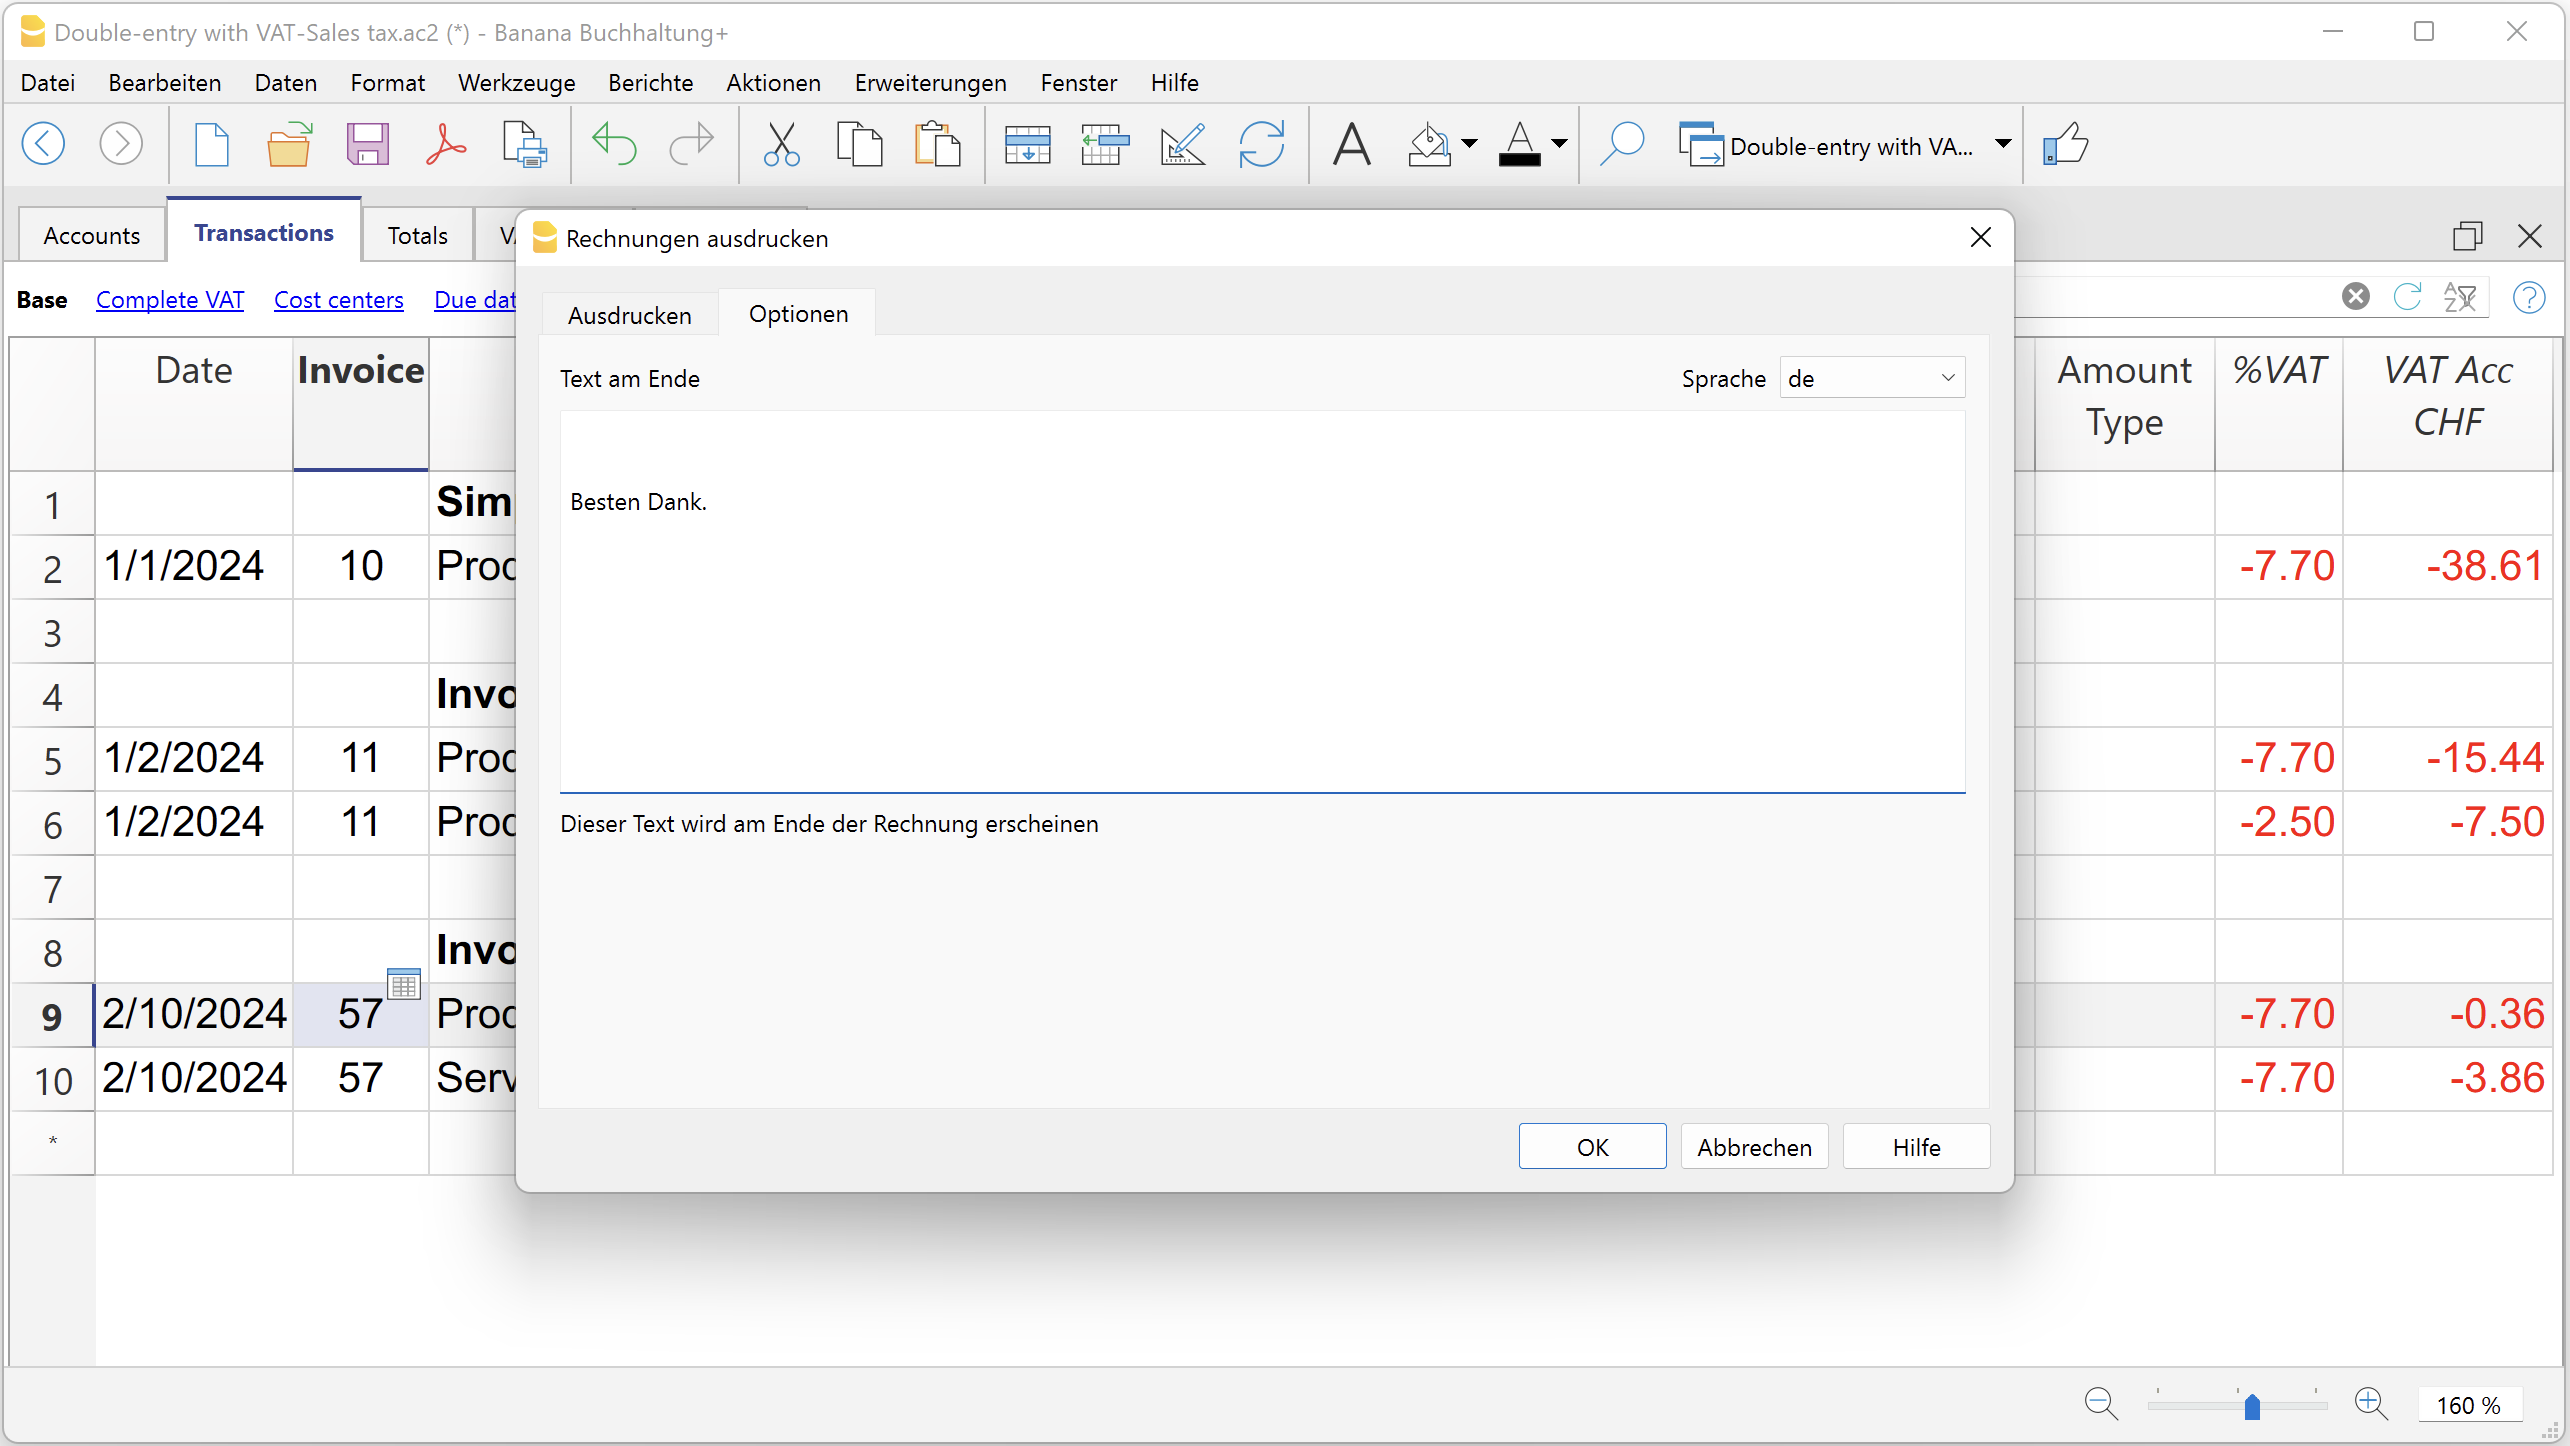 Double-entry with VAT-Sales tax.ac2 (*) - Banana Buchhaltung+
Datei Bearbeiten Daten Format Werkzeuge Berichte Aktionen Erweiterungen Fenster Hilfe
Double-entry with VA...
Accounts Transactions Totals
Base Complete VAT Cost centers Due dat
Rechnungen ausdrucken
Ausdrucken Optionen
Text am Ende Sprache de
Besten Dank.
Dieser Text wird am Ende der Rechnung erscheinen
OK Abbrechen Hilfe
Date Invoice Amount Type %VAT VAT Acc CHF
1 Sim
2 1/1/2024 10 Prod -7.70 -38.61
3
4 Invo
5 1/2/2024 11 Prod -7.70 -15.44
6 1/2/2024 11 Prod -2.50 -7.50
7
8 Invo
9 2/10/2024 57 Prod -7.70 -0.36
10 2/10/2024 57 Serv -7.70 -3.86
*
160 %